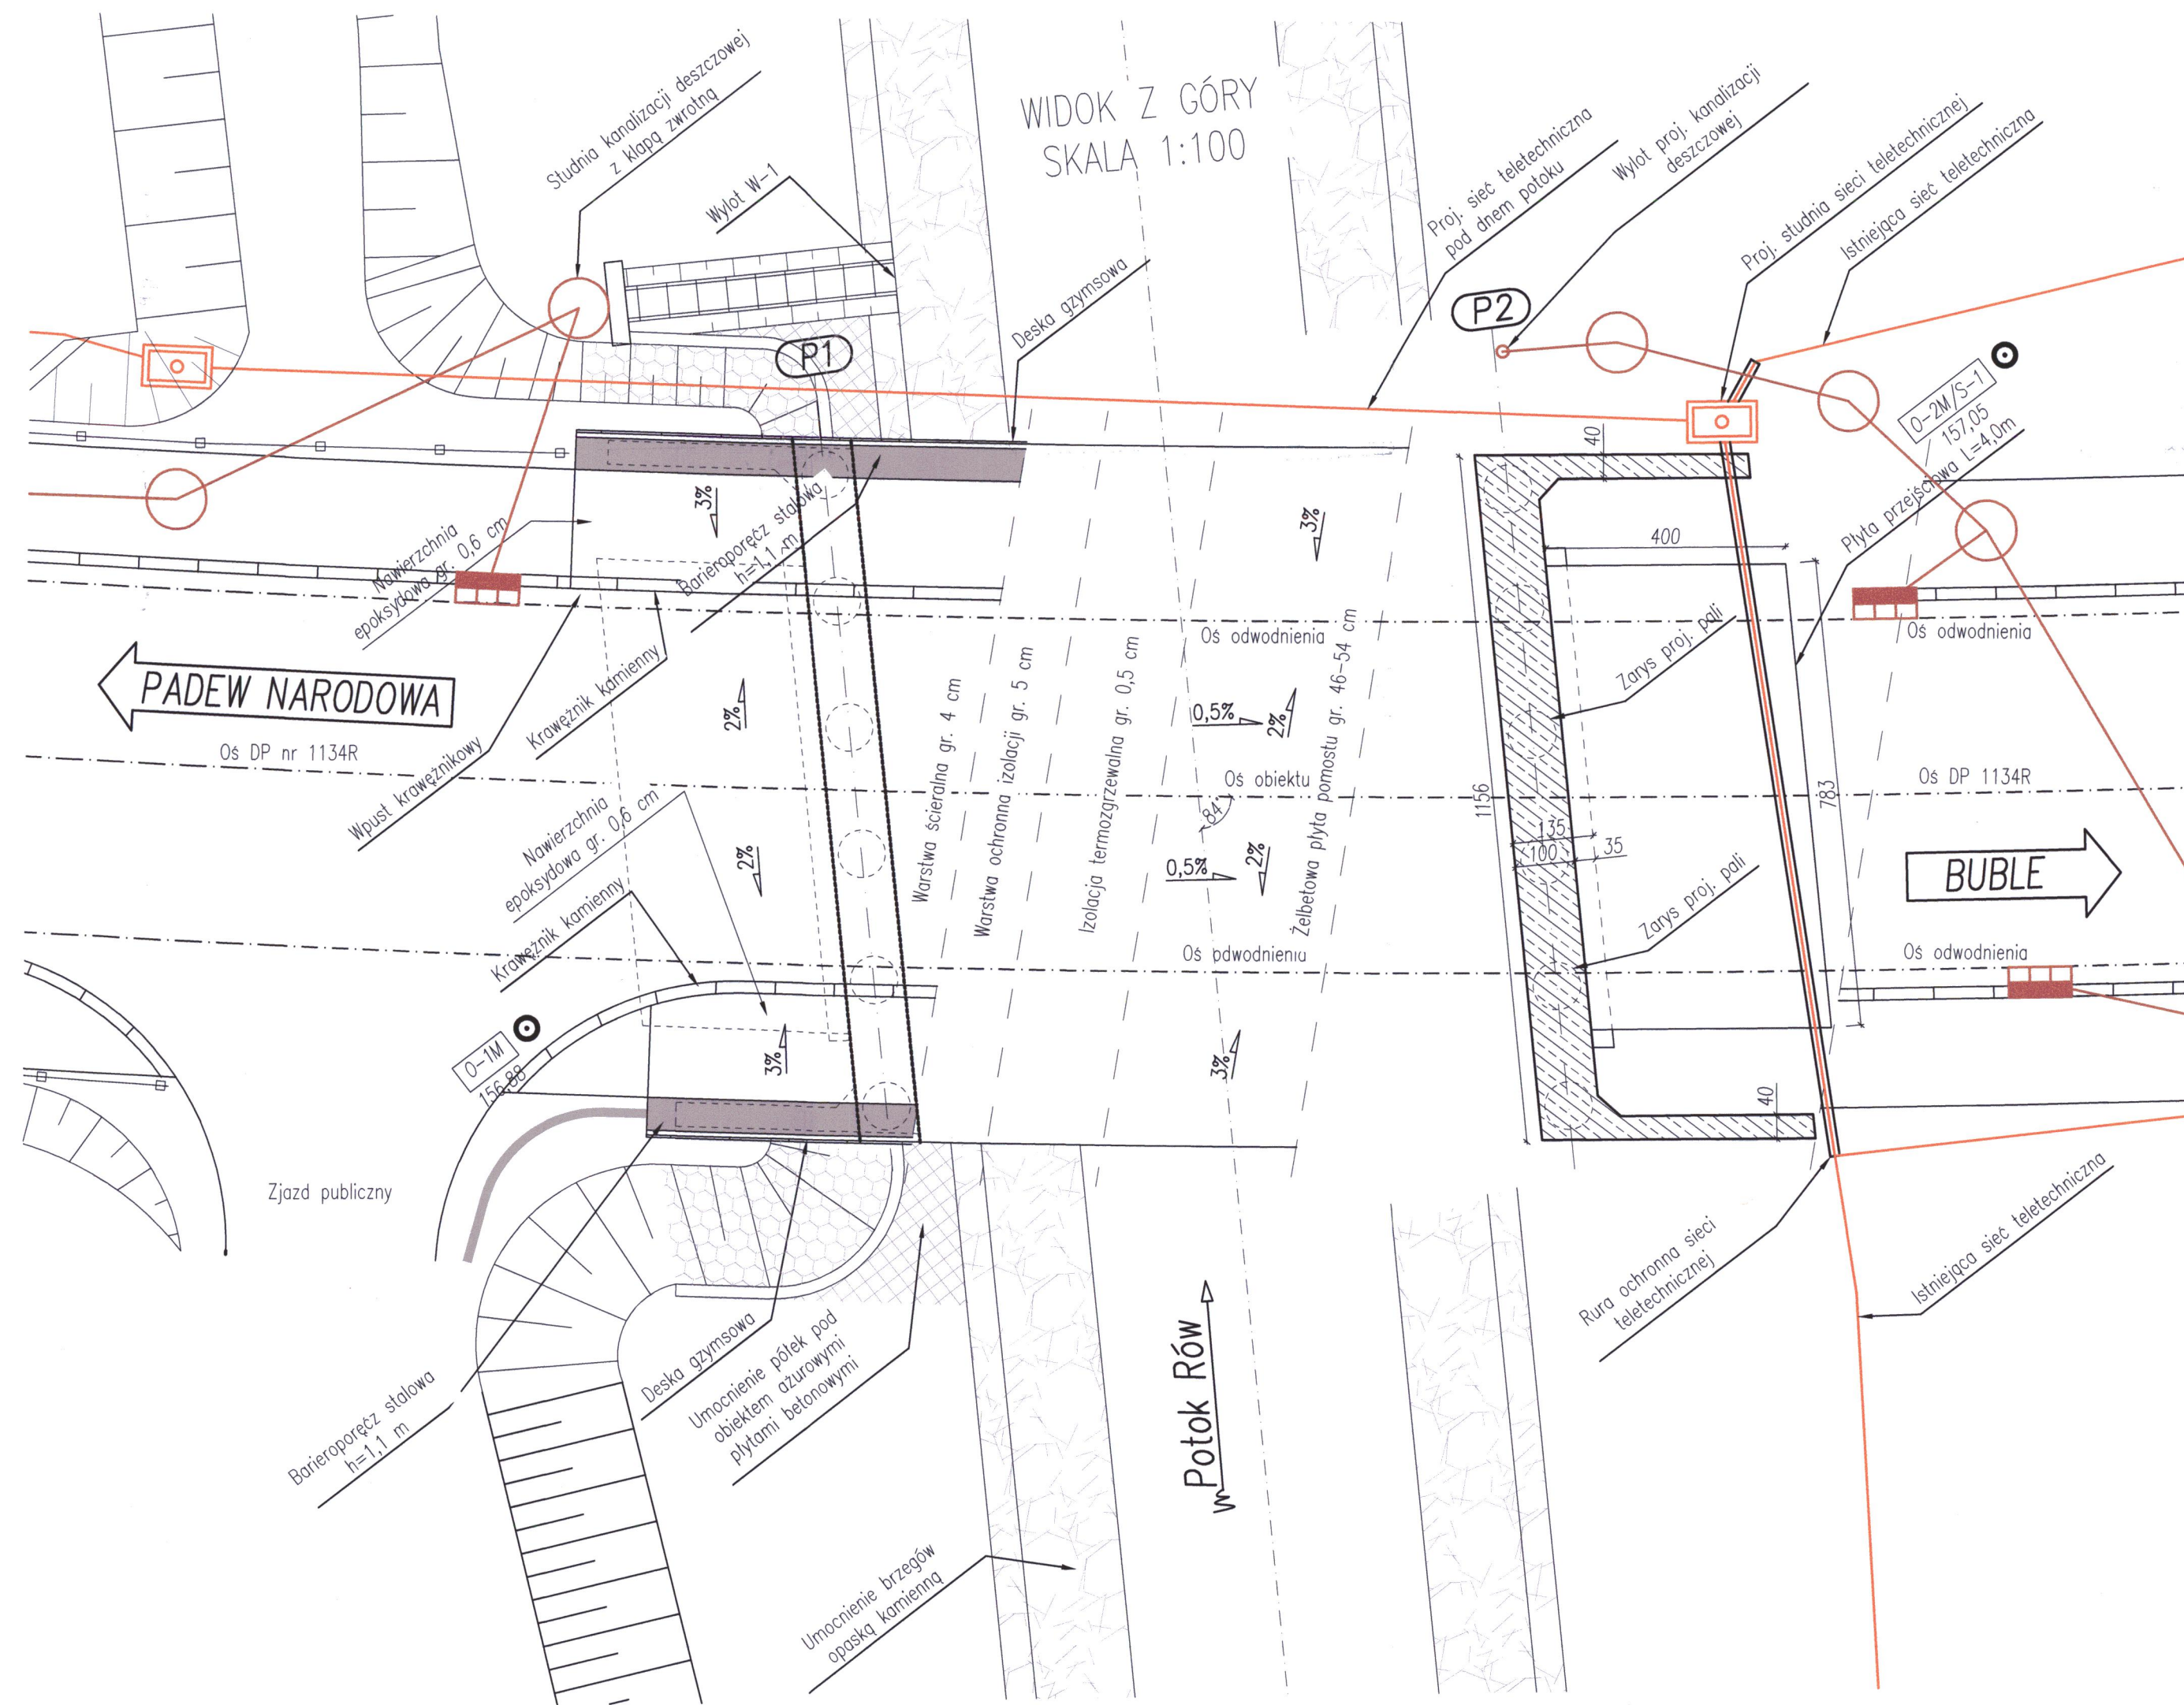 WIDOK Z GÓRY
SKALA 1:100
Studnia kanalizacji deszczowej
z klapą zwrotną
Wylot W-1
Deska gzymsowa
Proj. sieć teletechniczna
pod dnem potoku
Wylot proj. kanalizacji
deszczowej
Proj. studnia sieci teletechnicznej
Istniejąca sieć teletechniczna
P1
P2
O-2M/S-1
157,05
Płyta przejściowa L=4,0m
40
400
3%
3%
Nawierzchnia
epoksydowa gr. 0,6 cm
Barieroporęcz stalowa
h=1,1 m
Oś odwodnienia
Oś odwodnienia
Zarys proj. pali
PADEW NARODOWA
Krawężnik kamienny
2%
0,5%
2%
Warstwa ścieralna gr. 4 cm
Warstwa ochronna izolacji gr. 5 cm
Izolacja termozgrzewalna gr. 0,5 cm
Żelbetowa płyta pomostu gr. 46-54 cm
Oś DP nr 1134R
Wpust krawężnikowy
Oś obiektu
84°
1156
783
Oś DP 1134R
135
100
35
BUBLE
Nawierzchnia
epoksydowa gr. 0,6 cm
2%
0,5%
2%
Krawężnik kamienny
Zarys proj. pali
Oś odwodnieniu
Oś odwodnienia
O-1M
156,88
3%
3%
40
Zjazd publiczny
Rura ochronna sieci
teletechnicznej
Istniejąca sieć teletechniczna
Barieroporęcz stalowa
h=1,1 m
Deska gzymsowa
Umocnienie półek pod
obiektem ażurowymi
płytami betonowymi
Potok Rów
Umocnienie brzegów
opaską kamienną